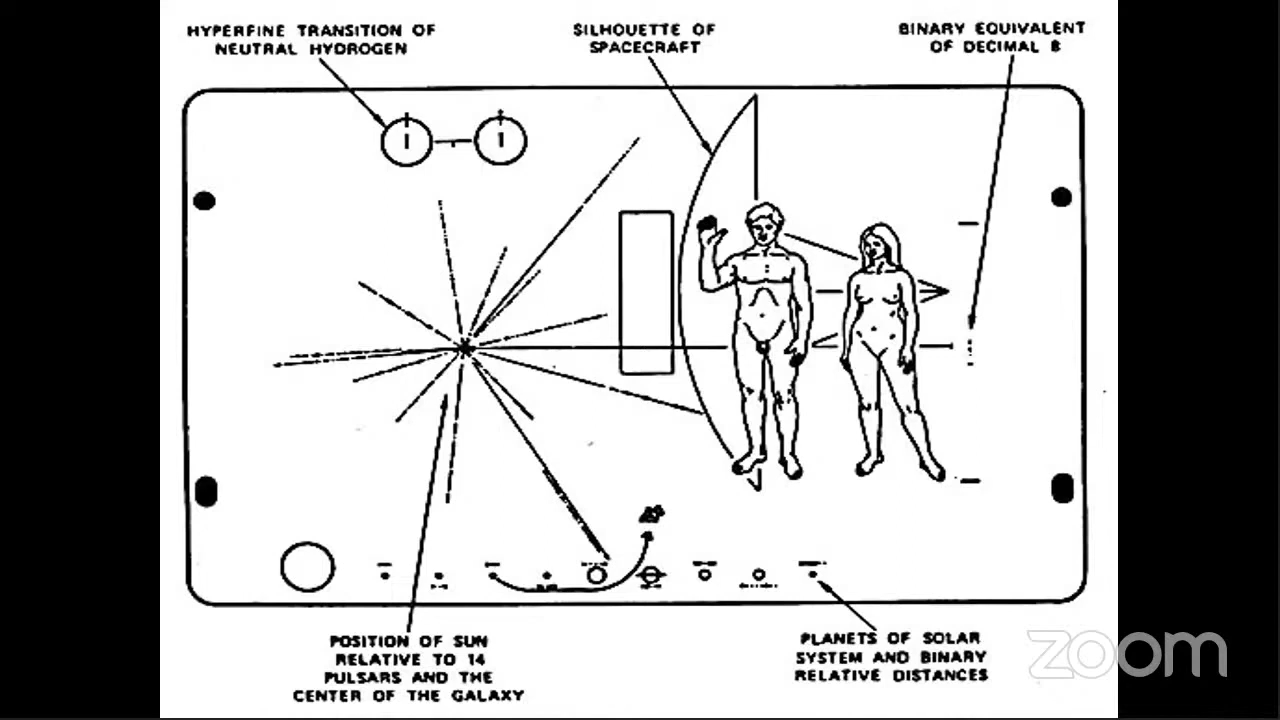 HYPERFINE TRANSITION OF
NEUTRAL HYDROGEN
SILHOUETTE OF
SPACECRAFT
BINARY EQUIVALENT
OF DECIMAL 8
POSITION OF SUN
RELATIVE TO 14
PULSARS AND THE
CENTER OF THE GALAXY
PLANETS OF SOLAR
SYSTEM AND BINARY
RELATIVE DISTANCES
zoom